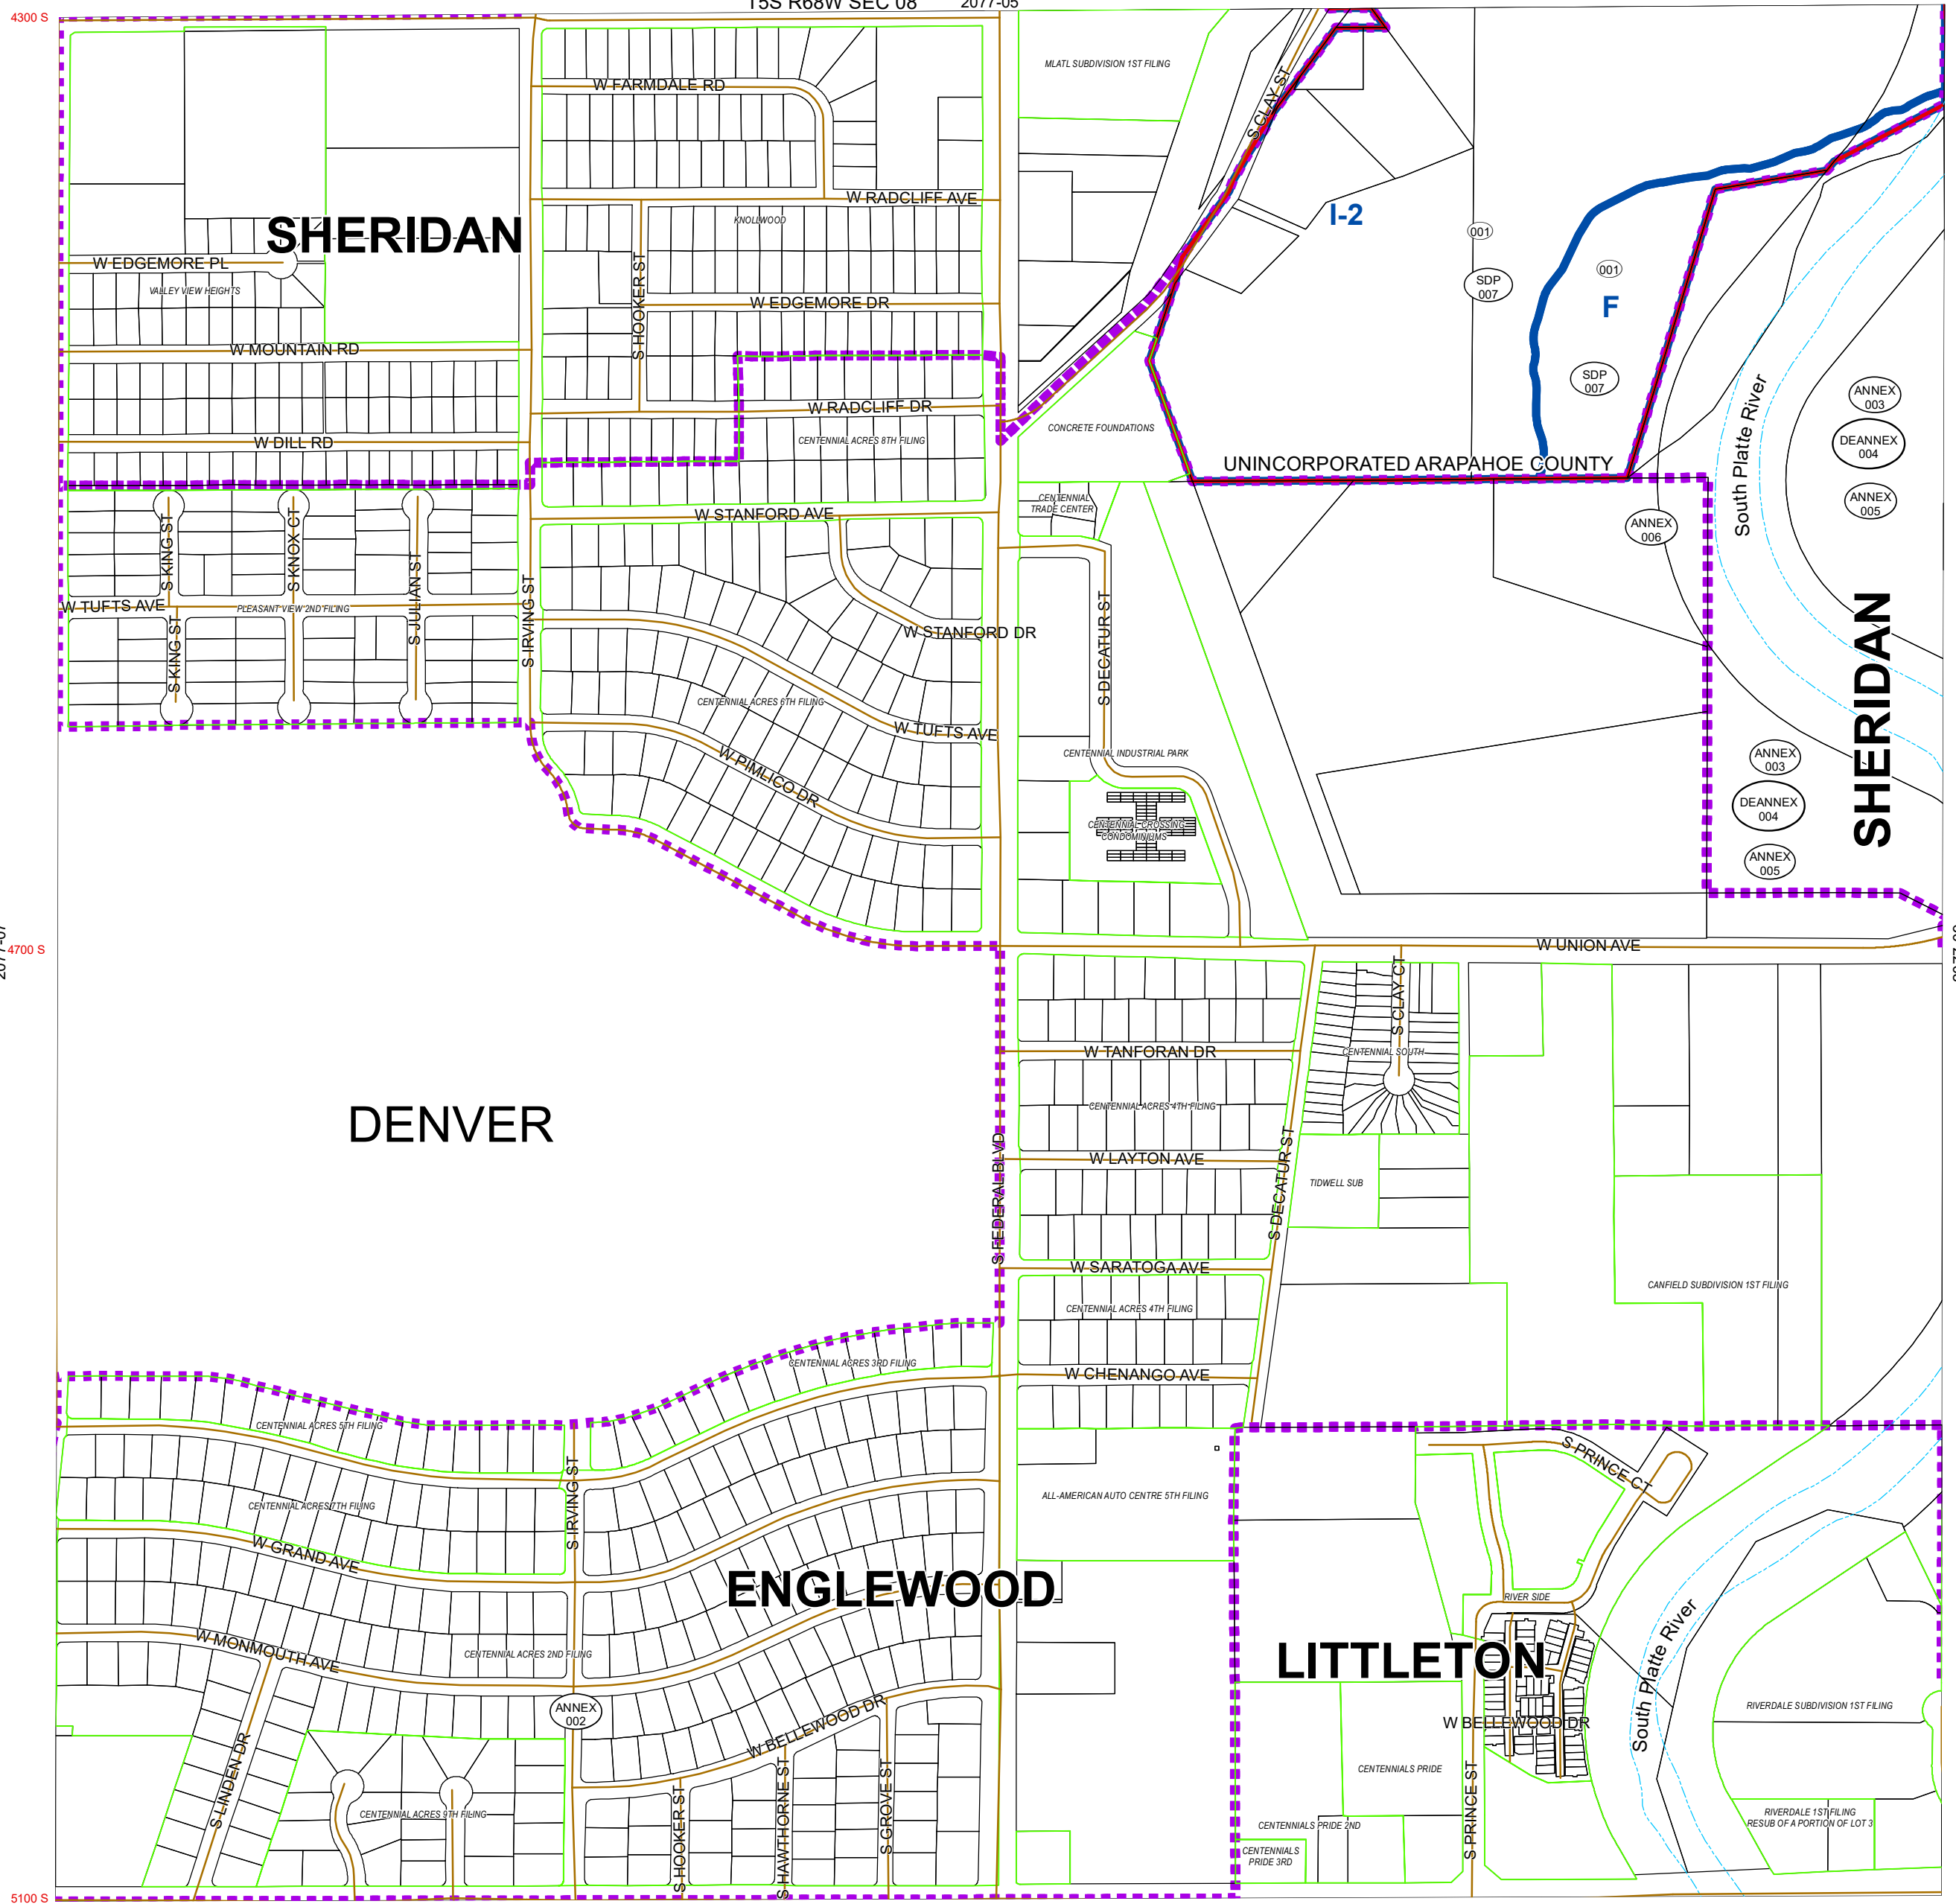 T5S R68W SEC 08
2077-05
4300 S
MLATL SUBDIVISION 1ST FILING
W FARMDALE RD
S CLAY ST
W RADCLIFF AVE
KNOLLWOOD
I-2
001
SHERIDAN
W EDGEMORE PL
VALLEY VIEW HEIGHTS
S HOOKER ST
001
SDP
007
F
W EDGEMORE DR
W MOUNTAIN RD
SDP
007
ANNEX
003
W RADCLIFF DR
CONCRETE FOUNDATIONS
South Platte River
W DILL RD
CENTENNIAL ACRES 8TH FILING
DEANNEX
004
UNINCORPORATED ARAPAHOE COUNTY
CENTENNIAL
TRADE CENTER
ANNEX
005
W STANFORD AVE
ANNEX
006
S KING ST
S KNOX CT
S JULIAN ST
S IRVING ST
W TUFTS AVE
PLEASANT VIEW 2ND FILING
S KING ST
W STANFORD DR
S DECATUR ST
SHERIDAN
CENTENNIAL ACRES 6TH FILING
W TUFTS AVE
W PIMLICO DR
CENTENNIAL INDUSTRIAL PARK
ANNEX
003
DEANNEX
004
CENTENNIAL CROSSING
CONDOMINIUMS
ANNEX
005
4700 S
W UNION AVE
S CLAY CT
W TANFORAN DR
CENTENNIAL SOUTH
CENTENNIAL ACRES 4TH FILING
DENVER
S FEDERAL BLVD
W LAYTON AVE
S DECATUR ST
TIDWELL SUB
W SARATOGA AVE
CANFIELD SUBDIVISION 1ST FILING
CENTENNIAL ACRES 4TH FILING
CENTENNIAL ACRES 3RD FILING
W CHENANGO AVE
CENTENNIAL ACRES 5TH FILING
S PRINCE CT
S IRVING ST
CENTENNIAL ACRES 7TH FILING
ALL-AMERICAN AUTO CENTRE 5TH FILING
W GRAND AVE
ENGLEWOOD
RIVER SIDE
W MONMOUTH AVE
CENTENNIAL ACRES 2ND FILING
LITTLETON
South Platte River
ANNEX
002
RIVERDALE SUBDIVISION 1ST FILING
W BELLEWOOD DR
W BELLEWOOD DR
S LINDEN DR
CENTENNIALS PRIDE
CENTENNIAL ACRES 9TH FILING
S HOOKER ST
S HAWTHORNE ST
S GROVE ST
S PRINCE ST
RIVERDALE 1ST FILING
RESUB OF A PORTION OF LOT 3
CENTENNIALS PRIDE 2ND
CENTENNIALS
PRIDE 3RD
5100 S